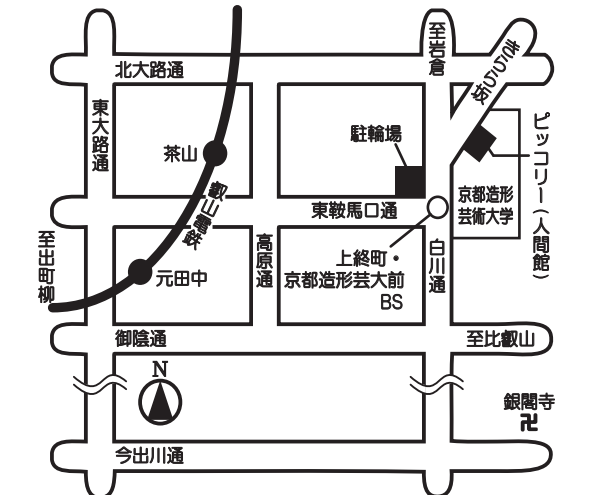 至岩倉
きらら坂
北大路通
東大路通
茶山
駐輪場
ピッコリー(人間館)
京都造形
芸術大学
叡山電鉄
東鞍馬口通
至出町柳
高原通
白川通
上終町・
京都造形芸大前
BS
元田中
御陰通
至比叡山
N
銀閣寺
卍
今出川通